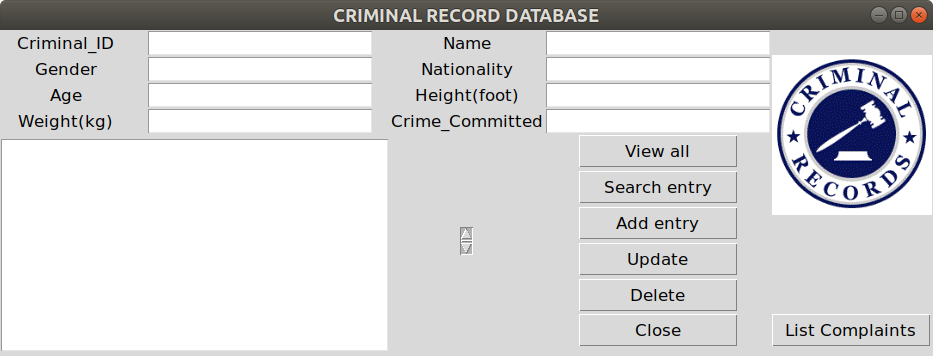 CRIMINAL RECORD DATABASE
Criminal_ID
Name
Gender
Nationality
Age
Height(foot)
Weight(kg)
Crime_Committed
CRIMINAL
RECORDS
View all
Search entry
Add entry
Update
Delete
Close
List Complaints